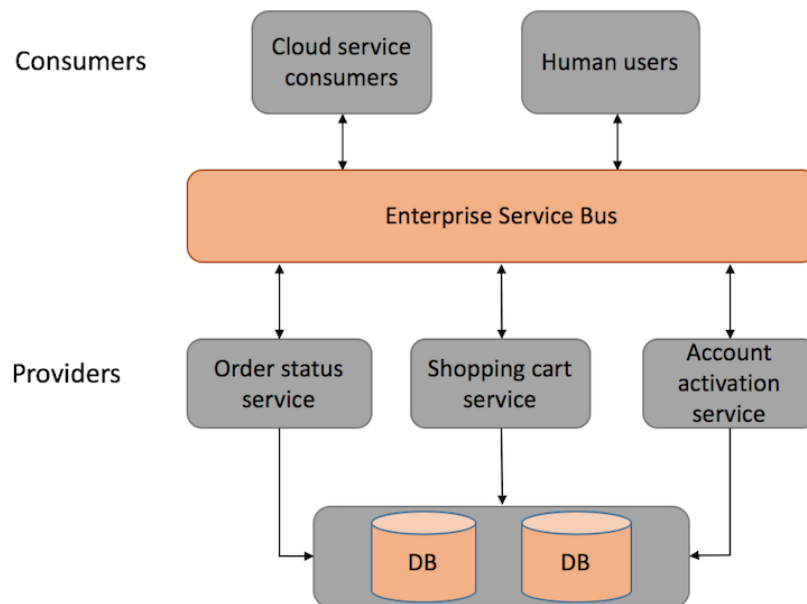 Consumers
Cloud service
consumers
Human users
Enterprise Service Bus
Providers
Order status
service
Shopping cart
service
Account
activation
service
DB
DB